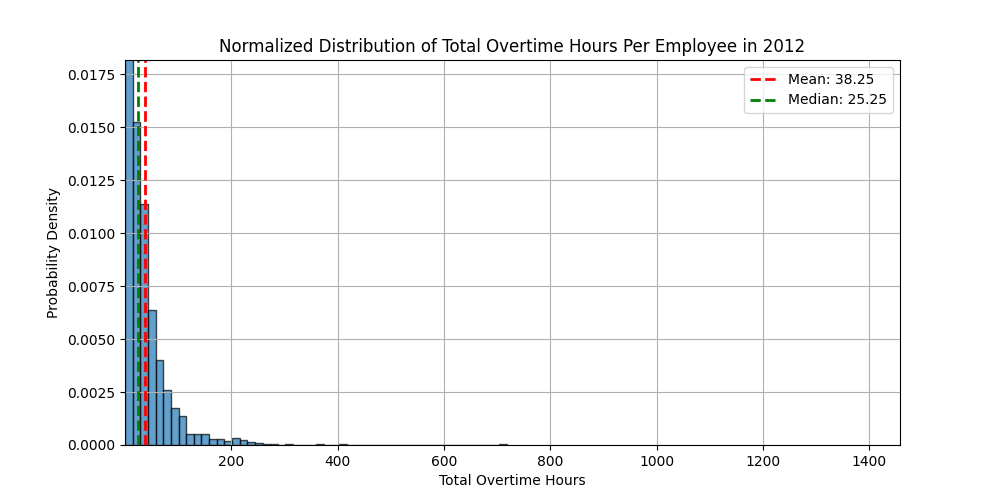 Normalized Distribution of Total Overtime Hours Per Employee in 2012
Mean: 38.25
Median: 25.25
Probability Density
0.0175
0.0150
0.0125
0.0100
0.0075
0.0050
0.0025
0.0000
200 400 600 800 1000 1200 1400
Total Overtime Hours